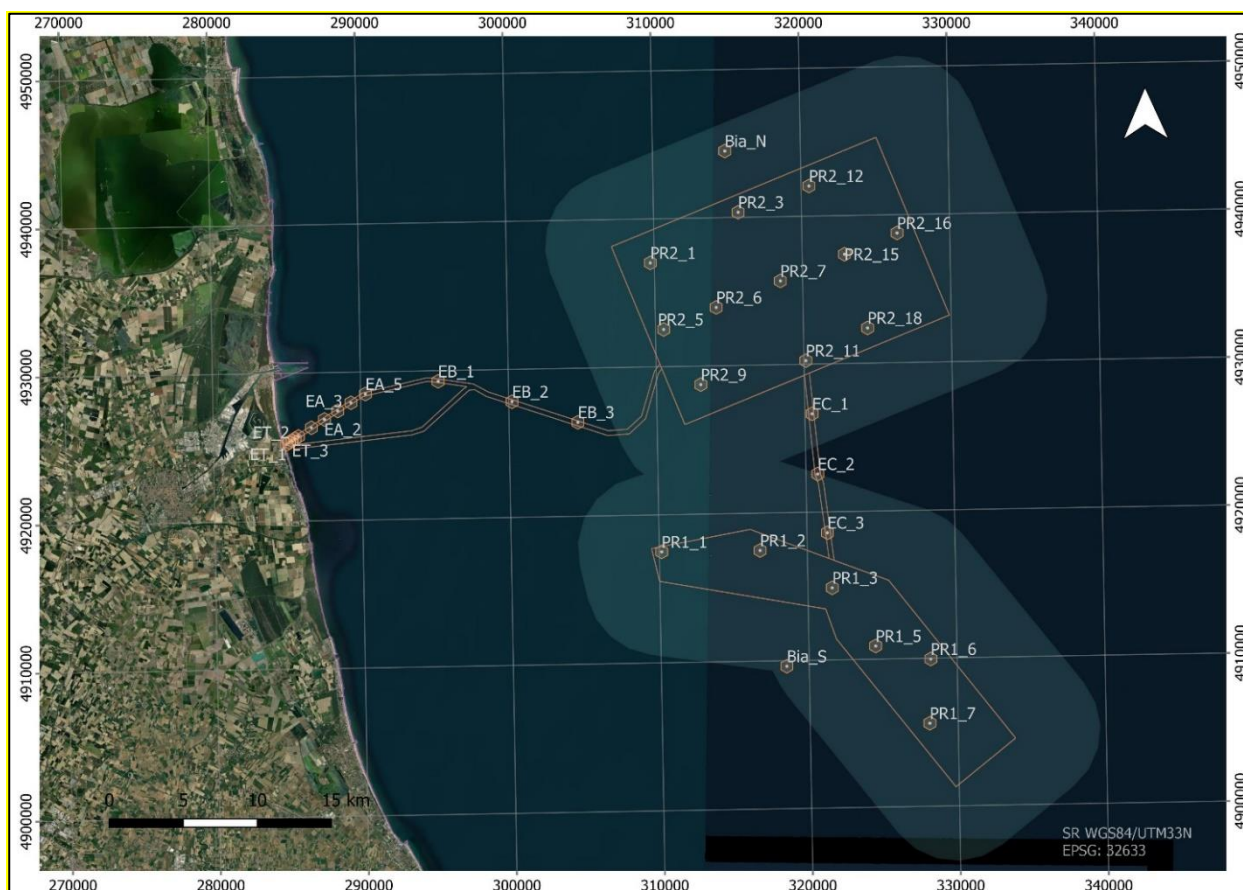 270000 280000 290000 300000 310000 320000 330000 340000
4950000 4950000
Bia_N
PR2_12
PR2_3
4940000 4940000
PR2_16
PR2_1
PR2_15
PR2_7
PR2_6
PR2_5
PR2_18
4930000 4930000
PR2_11
EB_1
EA_5
PR2_9
EB_2
EA_3
EC_1
EB_3
EA_2
ET_2
ET_1 ET_3
EC_2
4920000 4920000
EC_3
PR1_1 PR1_2
PR1_3
PR1_5
PR1_6
Bia_S
4910000 4910000
PR1_7
0 5 10 15 km
4900000 4900000
SR WGS84/UTM33N
EPSG: 32633
270000 280000 290000 300000 310000 320000 330000 340000